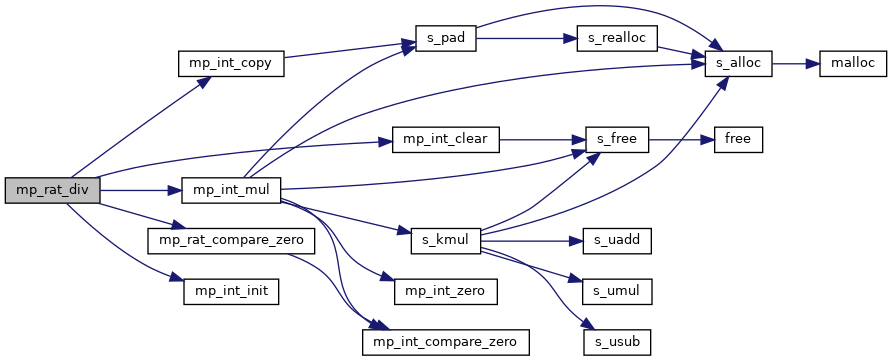 mp_rat_div
mp_int_copy
mp_int_mul
mp_rat_compare_zero
mp_int_init
s_pad
mp_int_clear
s_kmul
mp_int_zero
mp_int_compare_zero
s_realloc
s_free
s_uadd
s_umul
s_usub
s_alloc
free
malloc